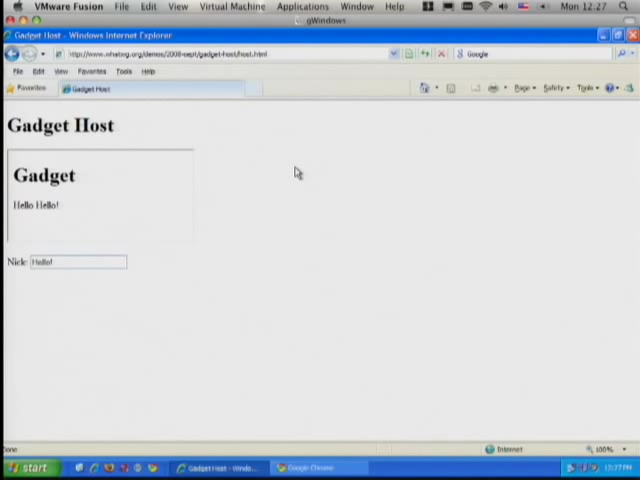 VMware Fusion File Edit View Virtual Machine Applications Window Help Mon 12.27
gWindows
Gadget Host - Windows Internet Explorer
http://www.whatwg.org/demos/2008-sept/gadget-host/host.html Google
File Edit View Favorites Tools Help
Favorites Gadget Host Page Safety Tools
Gadget Host
Gadget
Hello Hello!
Nick: Hello!
Done Internet 100%
start Gadget Host - Windo... Google Chrome 12:27 PM